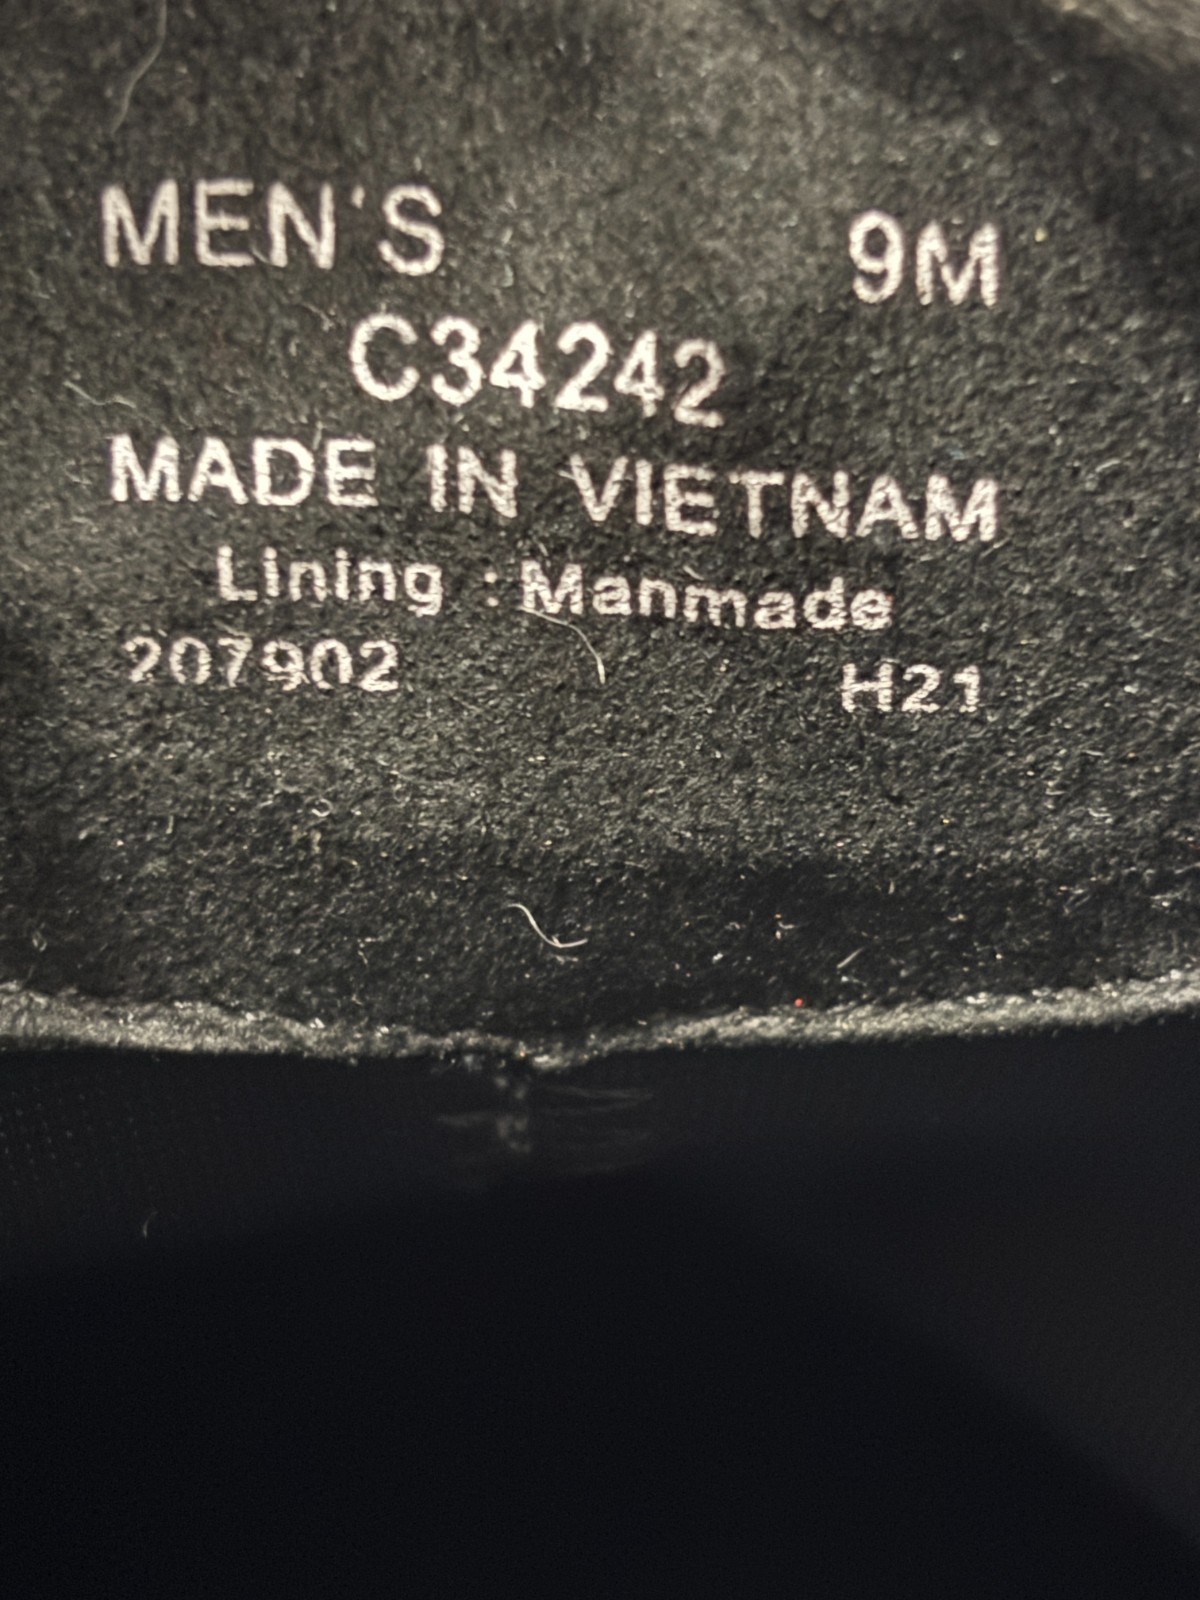 MEN'S 9M
C34242
MADE IN VIETNAM
Lining : Manmade
207902 H21